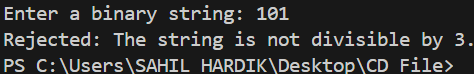 Enter a binary string: 101
Rejected: The string is not divisible by 3.
PS C:\Users\SAHIL HARDIK\Desktop\CD File>